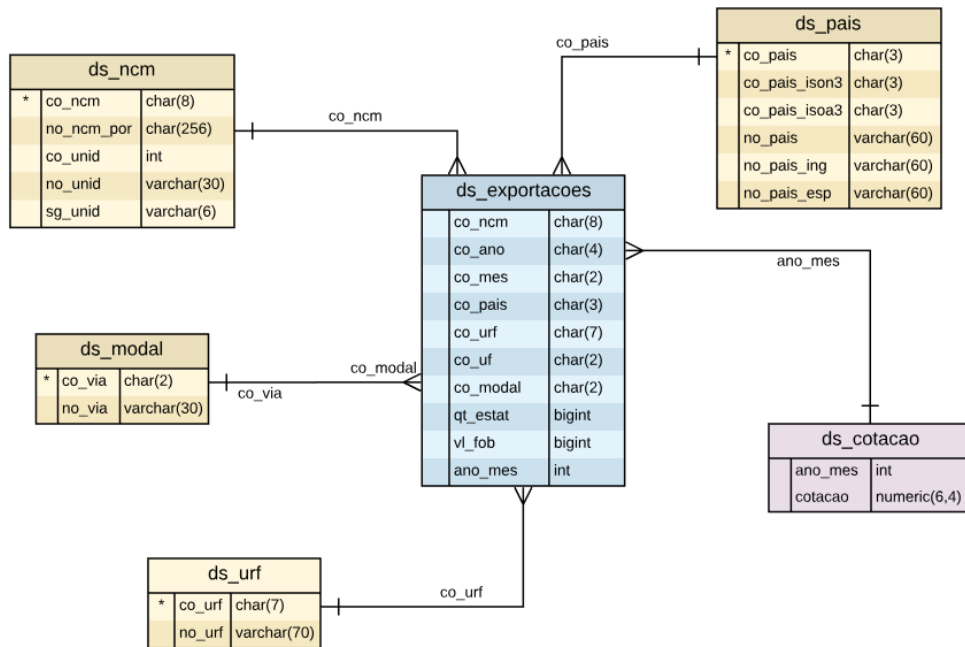 ds_ncm
* co_ncm char(8)
no_ncm_por char(256)
co_unid int
no_unid varchar(30)
sg_unid varchar(6)
co_ncm
co_pais
ds_pais
* co_pais char(3)
co_pais_ison3 char(3)
co_pais_isoa3 char(3)
no_pais varchar(60)
no_pais_ing varchar(60)
no_pais_esp varchar(60)
ds_exportacoes
co_ncm char(8)
co_ano char(4)
co_mes char(2)
co_pais char(3)
co_urf char(7)
co_uf char(2)
co_modal char(2)
qt_estat bigint
vl_fob bigint
ano_mes int
ano_mes
ds_modal
* co_via char(2)
no_via varchar(30)
co_via
co_modal
ds_cotacao
ano_mes int
cotacao numeric(6,4)
ds_urf
* co_urf char(7)
no_urf varchar(70)
co_urf